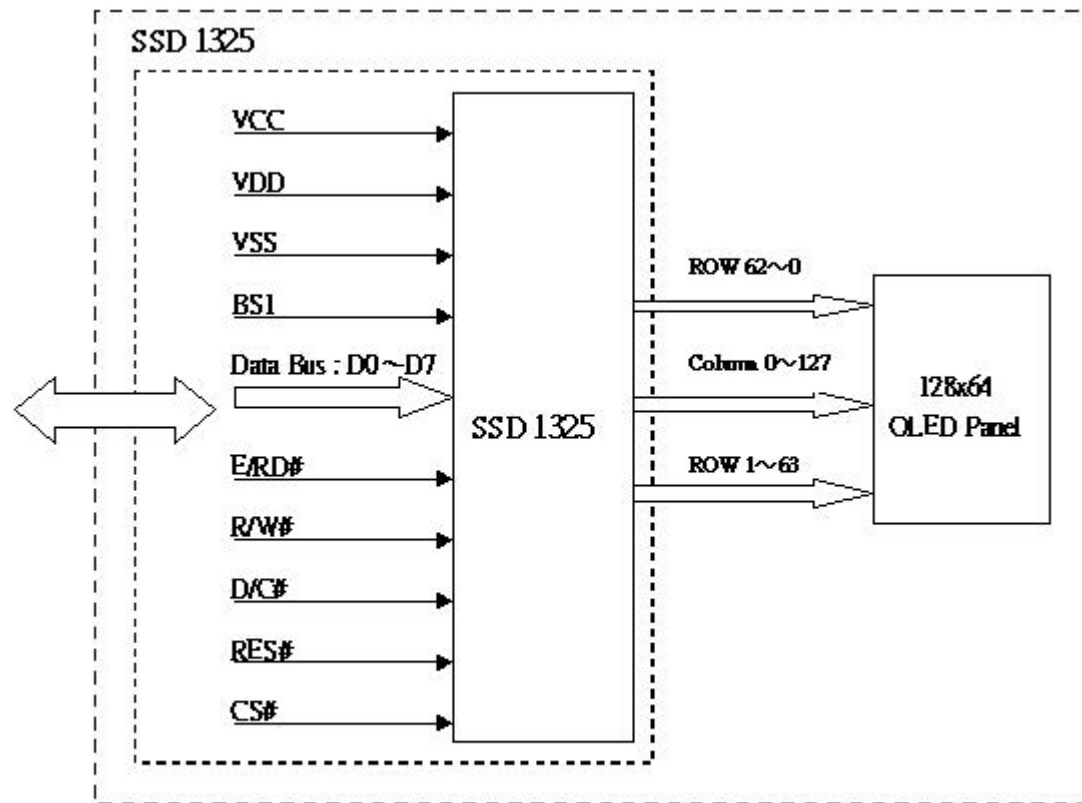 SSD 1325
VCC
VDD
VSS
BS1
Data Bus : D0~D7
E/RD#
R/W#
D/C#
RES#
CS#
SSD 1325
ROW 62~0
Column 0~127
ROW 1~63
128x64
OLED Panel